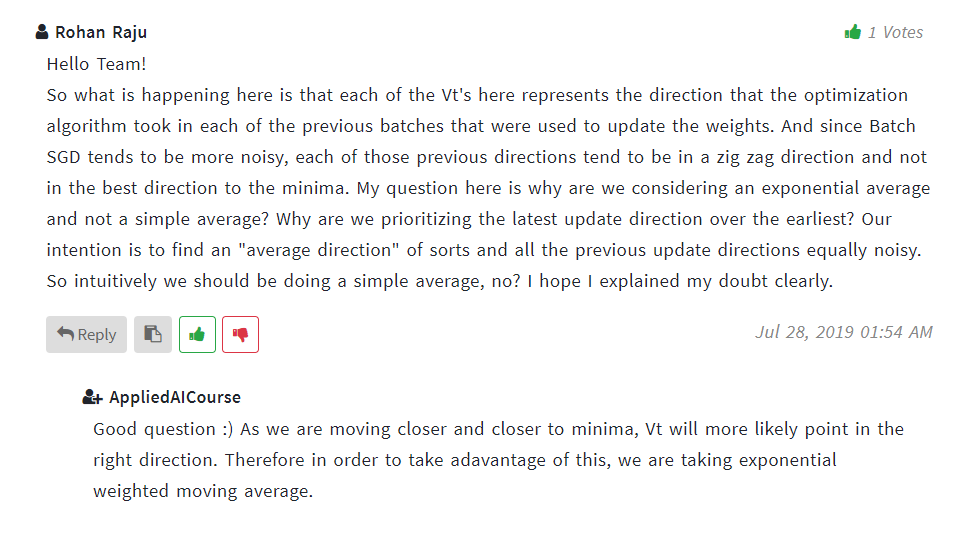 Rohan Raju
1 Votes
Hello Team!
So what is happening here is that each of the Vt's here represents the direction that the optimization
algorithm took in each of the previous batches that were used to update the weights. And since Batch
SGD tends to be more noisy, each of those previous directions tend to be in a zig zag direction and not
in the best direction to the minima. My question here is why are we considering an exponential average
and not a simple average? Why are we prioritizing the latest update direction over the earliest? Our
intention is to find an "average direction" of sorts and all the previous update directions equally noisy.
So intuitively we should be doing a simple average, no? I hope I explained my doubt clearly.
Reply
Jul 28, 2019 01:54 AM
AppliedAICourse
Good question :) As we are moving closer and closer to minima, Vt will more likely point in the
right direction. Therefore in order to take adavantage of this, we are taking exponential
weighted moving average.